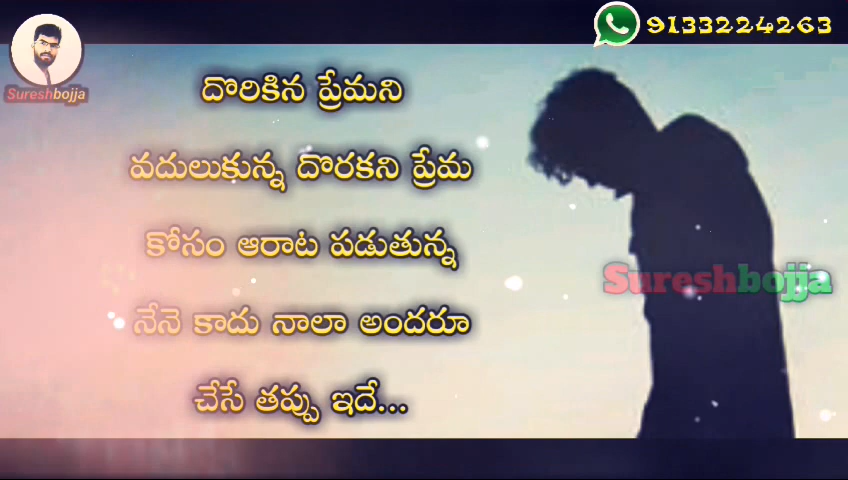 9133224263
Sureshbojja
దొరికిన ప్రేమని
వదులుకున్న దొరకని ప్రేమ
కోసం ఆరాట పడుతున్న
నేనె కాదు నాలా అందరూ
చేసే తప్పు ఇదే...
Sureshbojja